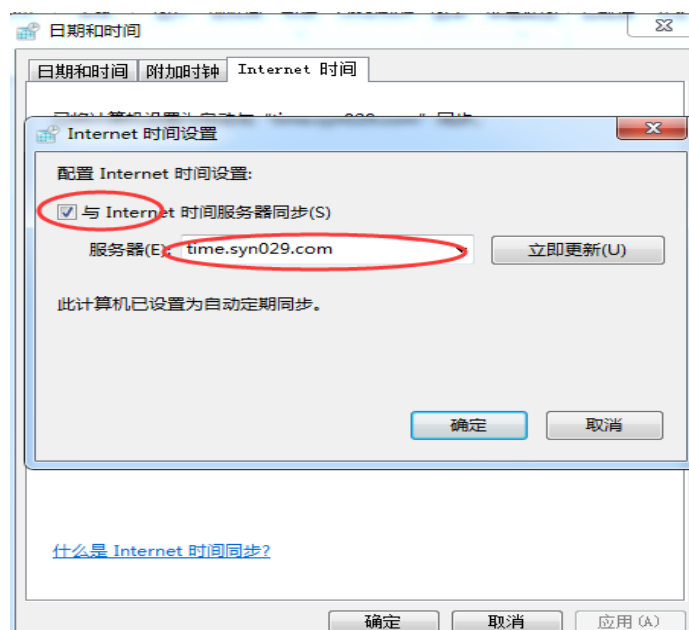 日期和时间
日期和时间 附加时钟 Internet 时间
Internet 时间设置
配置 Internet 时间设置:
与 Internet 时间服务器同步(S)
服务器(E): time.syn029.com 立即更新(U)
此计算机已设置为自动定期同步。
确定 取消
什么是 Internet 时间同步?
确定 取消 应用(A)